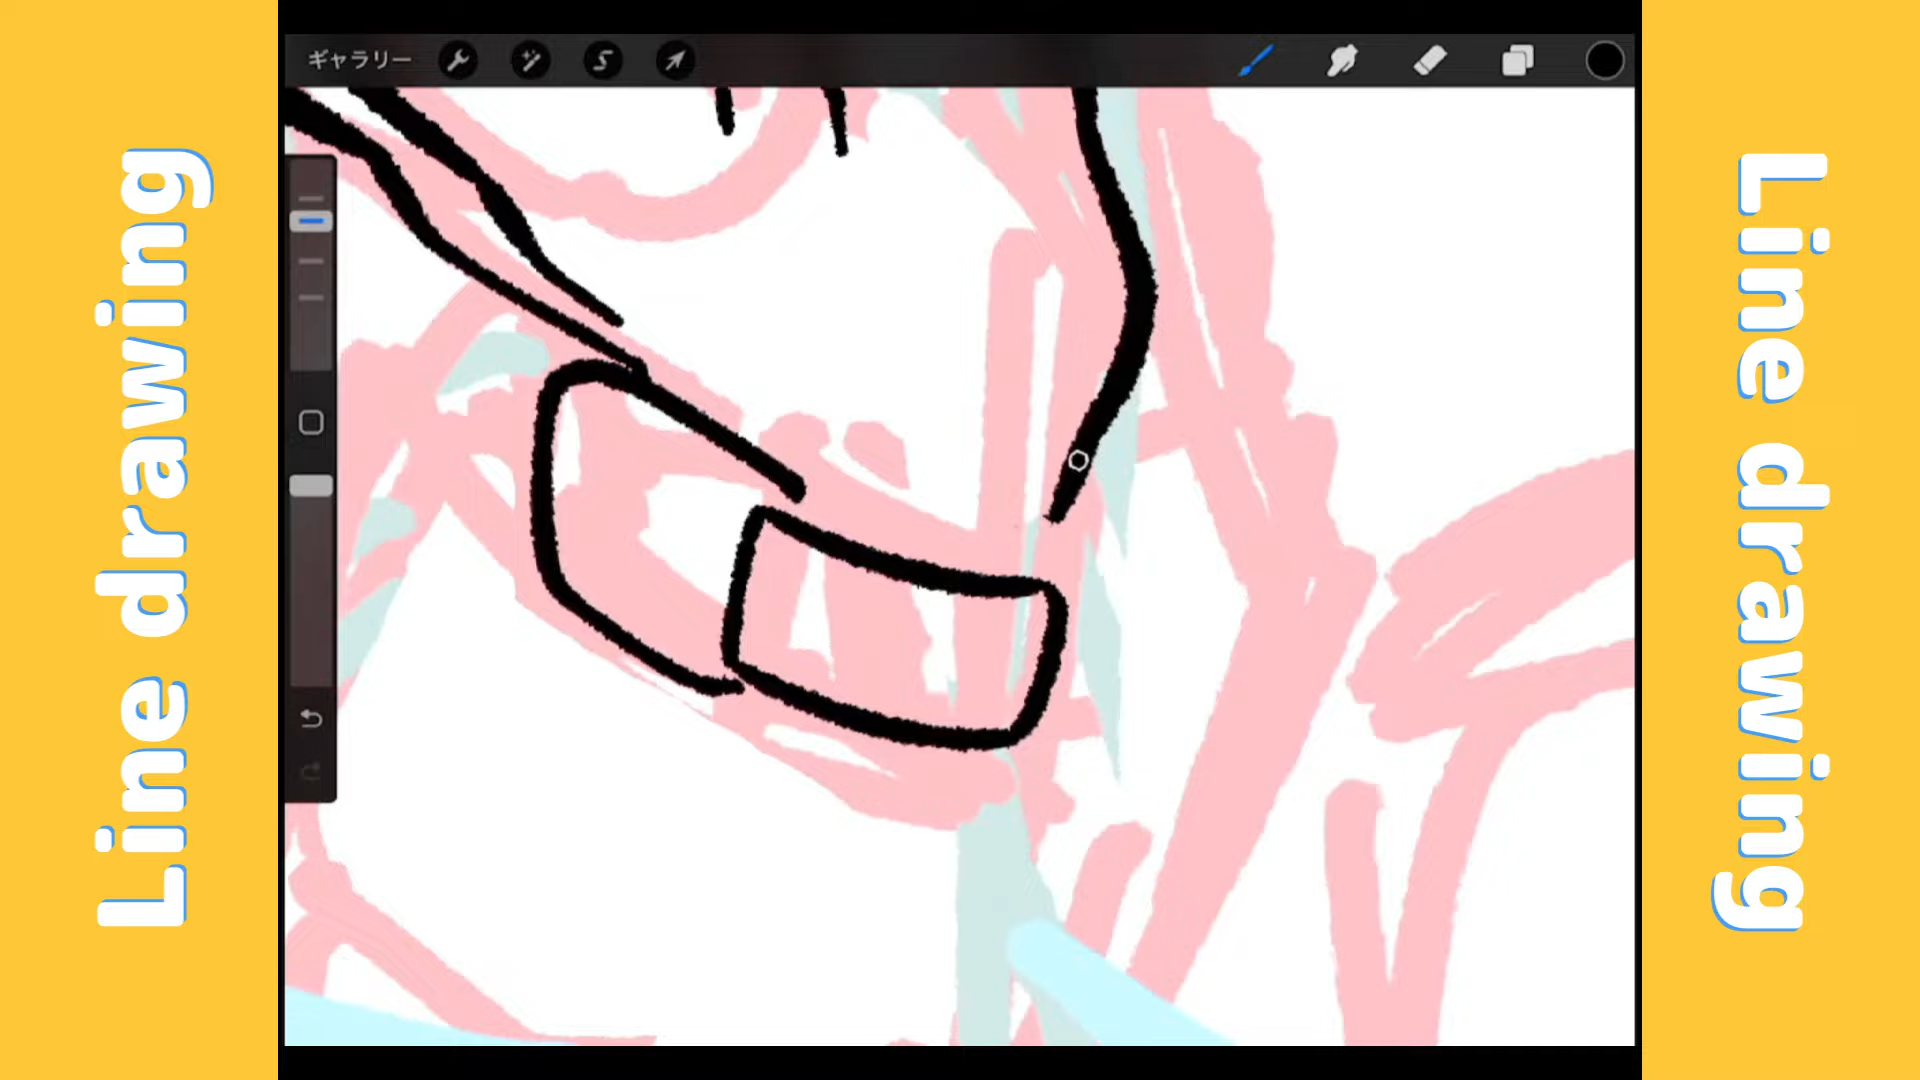 Line drawing
ギャラリー
Line drawing